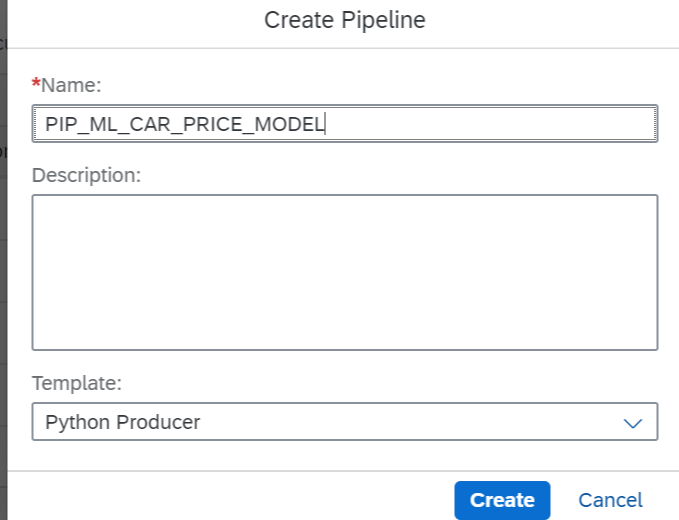 Create Pipeline
*Name:
PIP_ML_CAR_PRICE_MODEL
Description:
Template:
Python Producer
Create Cancel